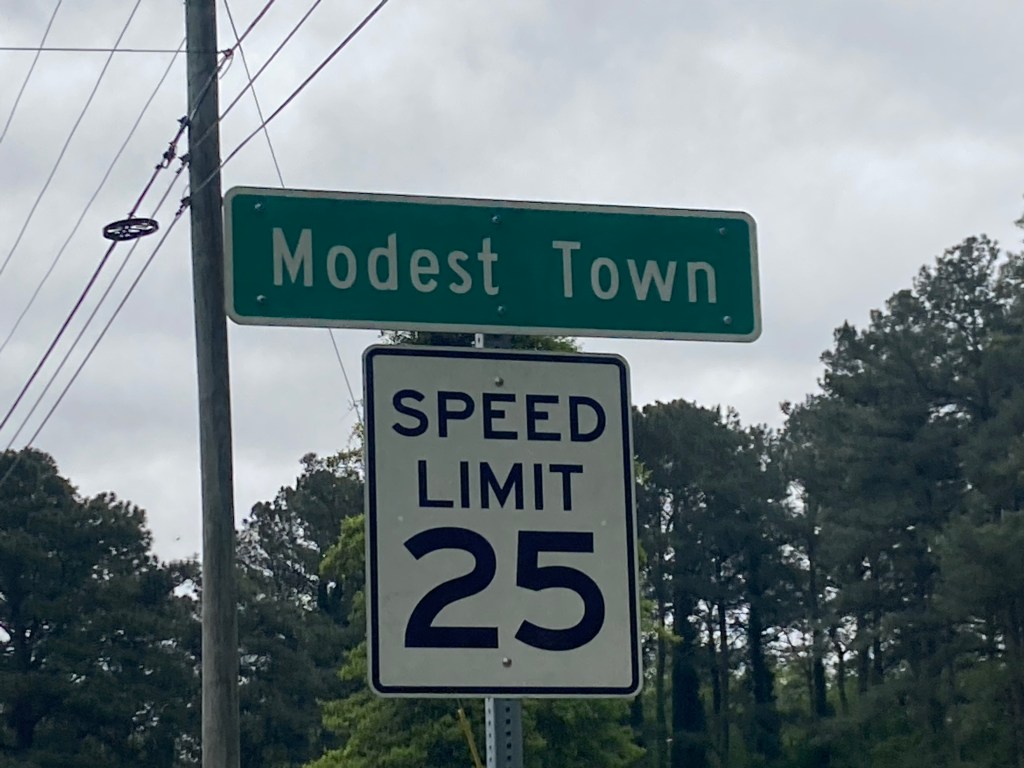 Modest Town
SPEED
LIMIT
25